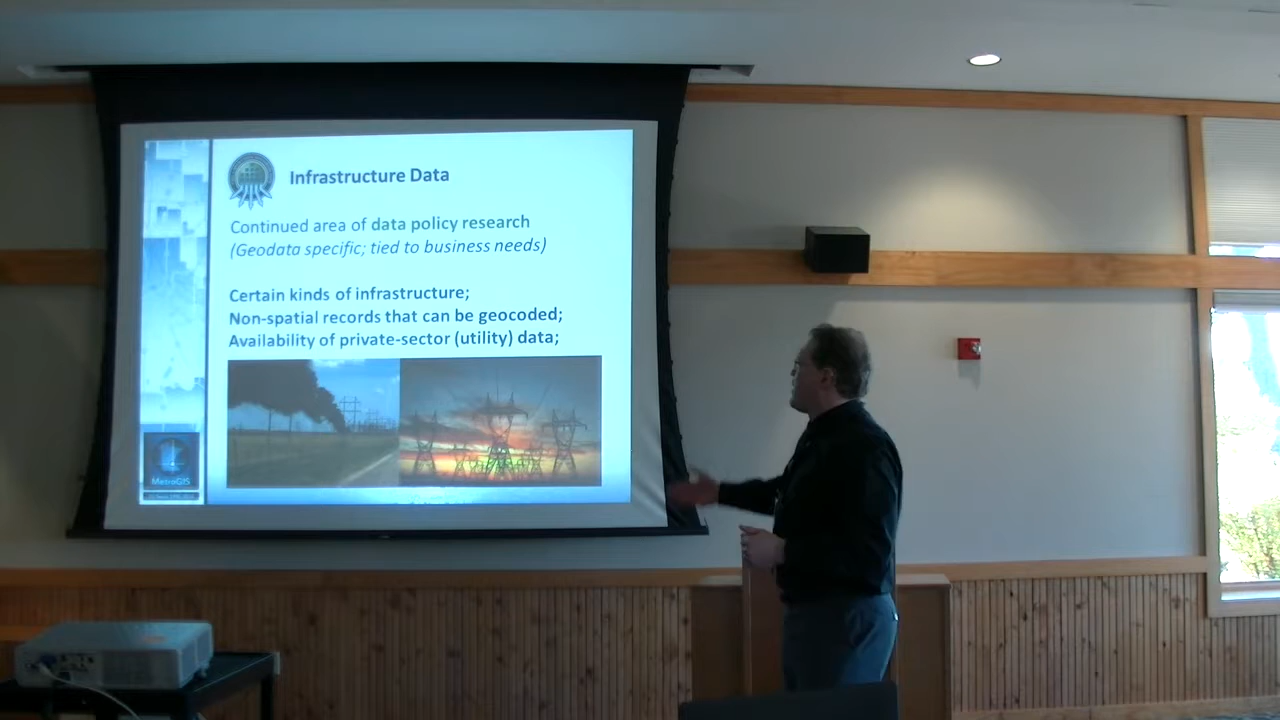 Infrastructure Data
Continued area of data policy research
(Geodata specific; tied to business needs)
Certain kinds of infrastructure;
Non-spatial records that can be geocoded;
Availability of private-sector (utility) data;
MetroGIS